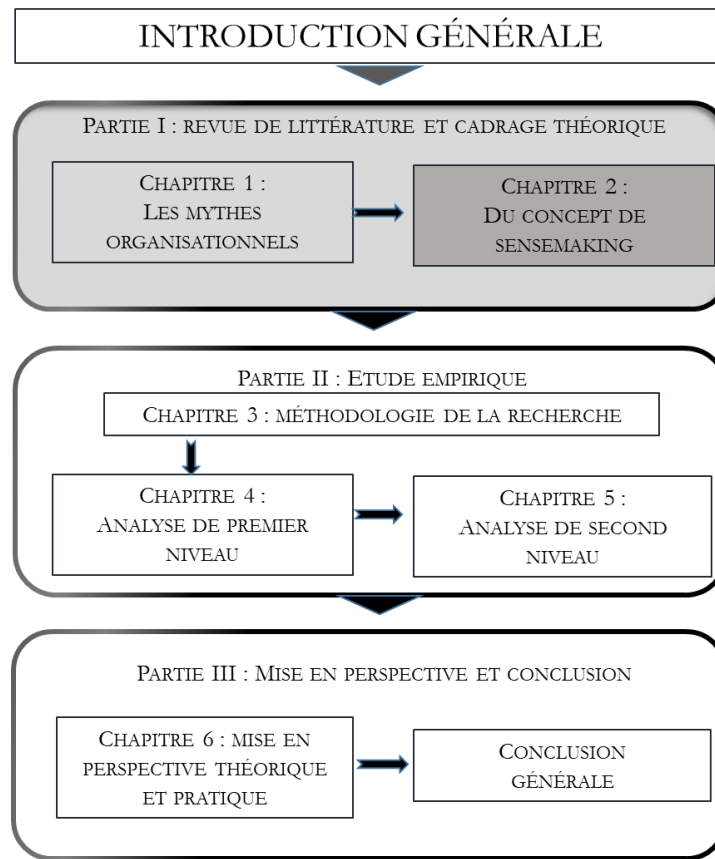 INTRODUCTION GÉNÉRALE
PARTIE I : REVUE DE LITTÉRATURE ET CADRAGE THÉORIQUE
CHAPITRE 1 :
LES MYTHES
ORGANISATIONNELS
CHAPITRE 2 :
DU CONCEPT DE
SENSEMAKING
PARTIE II : ETUDE EMPIRIQUE
CHAPITRE 3 : MÉTHODOLOGIE DE LA RECHERCHE
CHAPITRE 4 :
ANALYSE DE PREMIER
NIVEAU
CHAPITRE 5 :
ANALYSE DE SECOND
NIVEAU
PARTIE III : MISE EN PERSPECTIVE ET CONCLUSION
CHAPITRE 6 : MISE EN
PERSPECTIVE THÉORIQUE
ET PRATIQUE
CONCLUSION
GÉNÉRALE